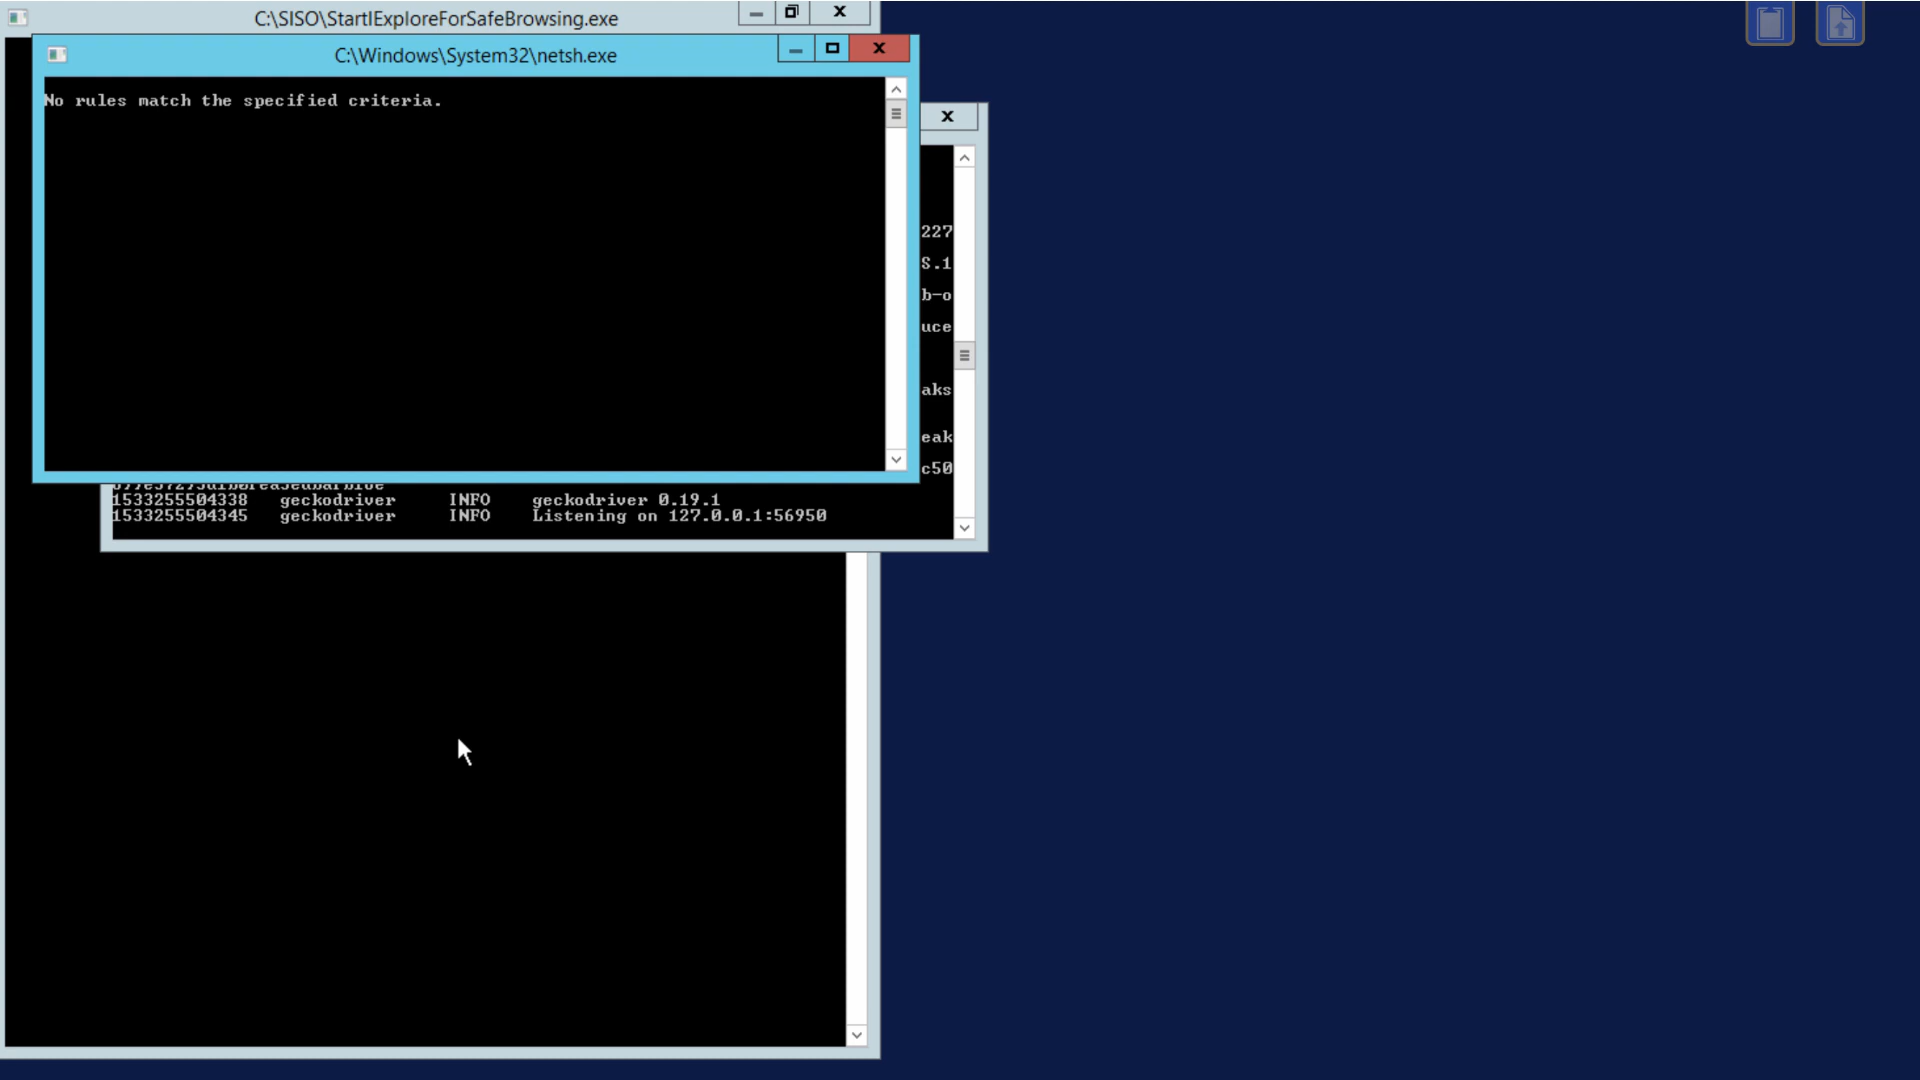 C:\SISO\StartIExploreForSafeBrowsing.exe
C:\Windows\System32\netsh.exe
No rules match the specified criteria.
227
S.1
b-o
uce
aks
eak
c50
1533255504338 geckodriver INFO geckodriver 0.19.1
1533255504345 geckodriver INFO Listening on 127.0.0.1:56950